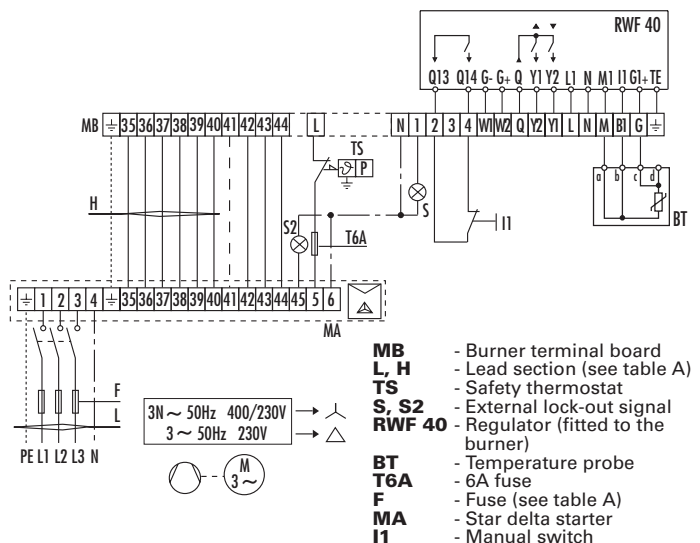 RWF 40
Q13 Q14 G- G+ Q Y1 Y2 L1 N M1 I1 G1+ TE
MB 35 36 37 38 39 40 41 42 43 44 L N 1 2 3 4 W1 W2 Q Y2 Y1 L N M B1 G
TS
P
a b c d
BT
H
S2
S
I1
T6A
1 2 3 4 35 36 37 38 39 40 41 42 43 44 45 5 6
MA
F
L
PE L1 L2 L3 N
3N ~ 50Hz 400/230V
3 ~ 50Hz 230V
M
3 ~
MB - Burner terminal board
L, H - Lead section (see table A)
TS - Safety thermostat
S, S2 - External lock-out signal
RWF 40 - Regulator (fitted to the
burner)
BT - Temperature probe
T6A - 6A fuse
F - Fuse (see table A)
MA - Star delta starter
I1 - Manual switch